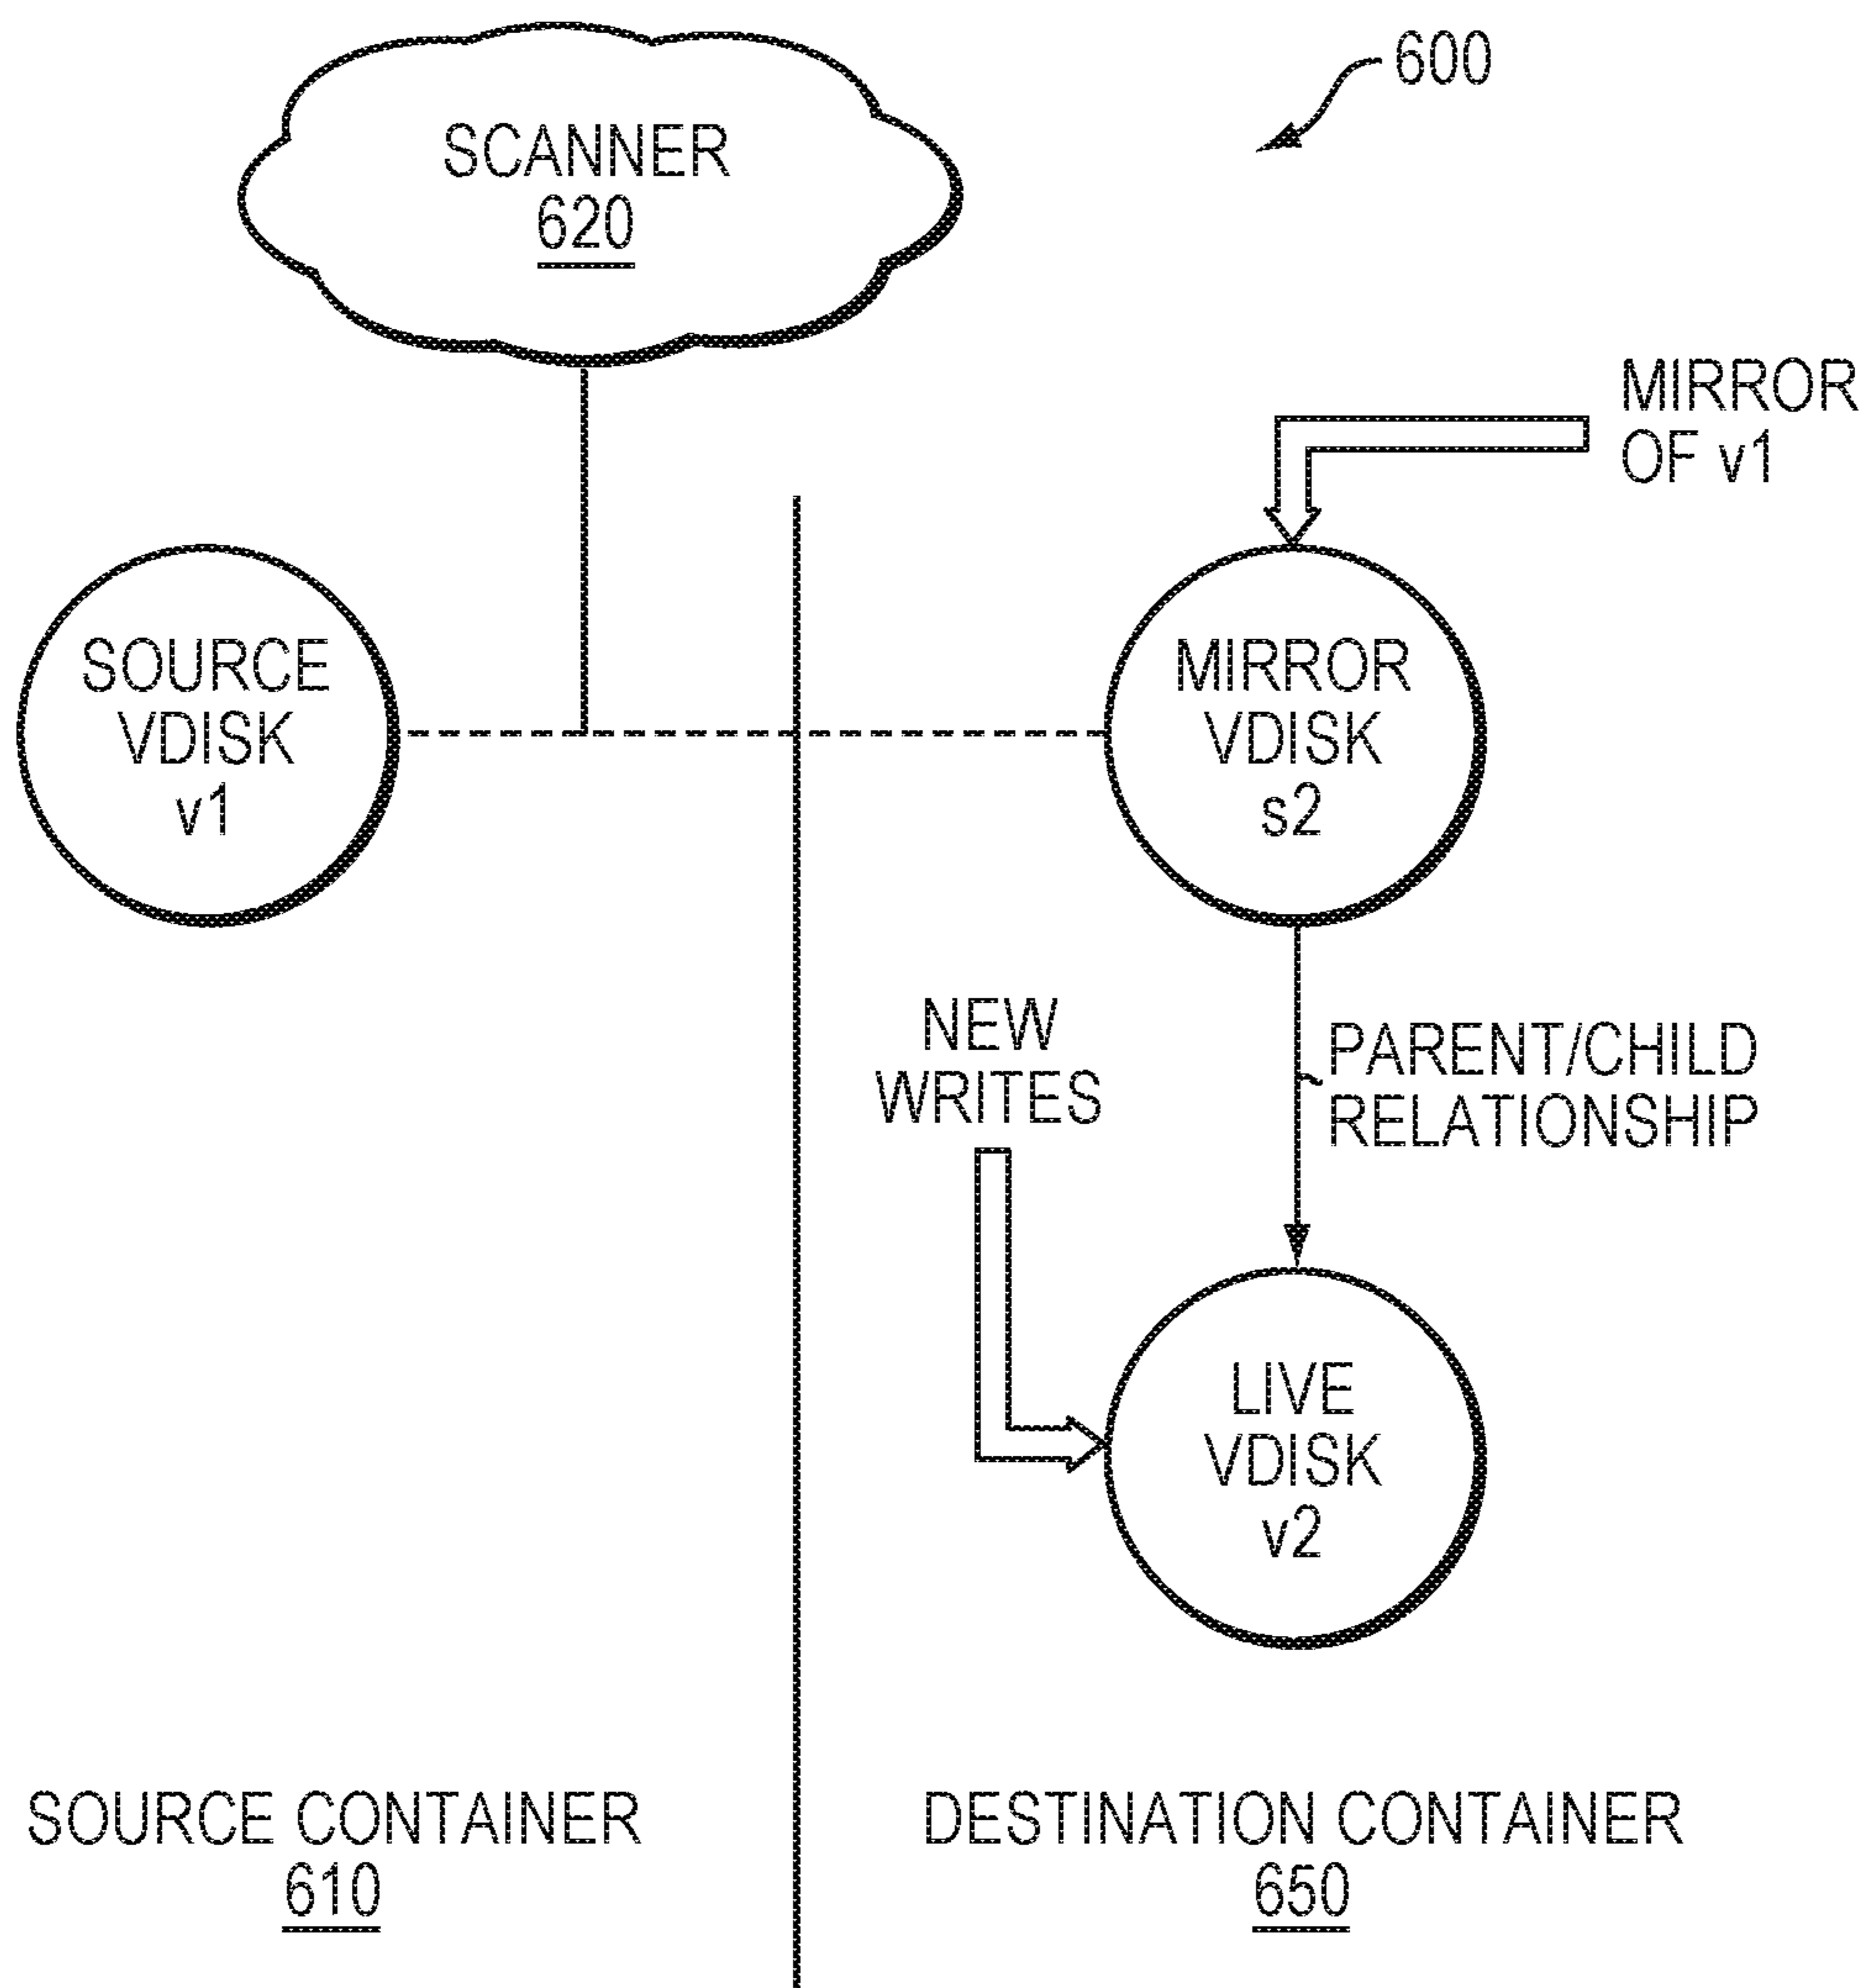 600
SCANNER
620
MIRROR
OF v1
SOURCE
VDISK
v1
MIRROR
VDISK
s2
NEW
WRITES
PARENT/CHILD
RELATIONSHIP
LIVE
VDISK
v2
SOURCE CONTAINER
610
DESTINATION CONTAINER
650